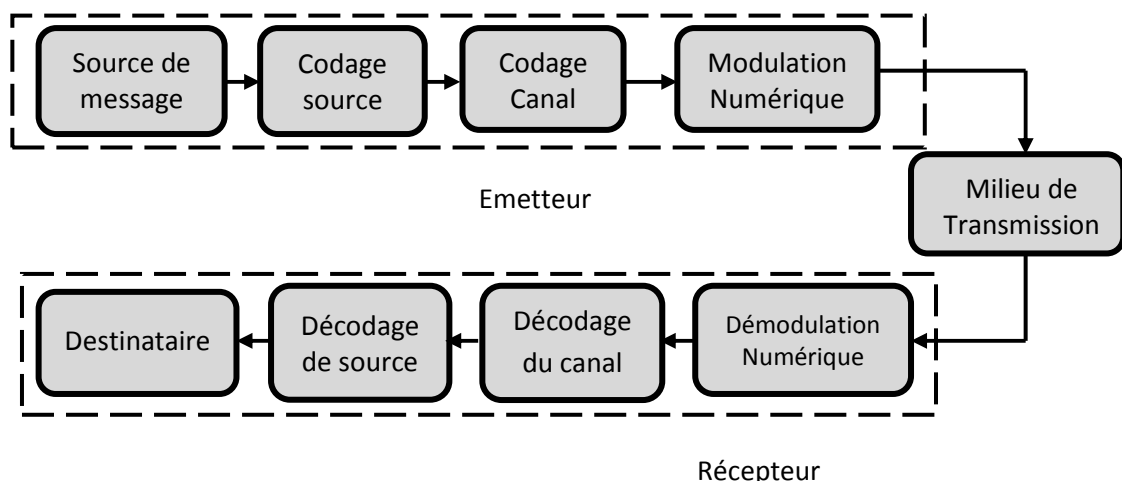 Source de
message
Codage
source
Codage
Canal
Modulation
Numérique
Milieu de
Transmission
Emetteur
Destinataire
Décodage
de source
Décodage
du canal
Démodulation
Numérique
Récepteur